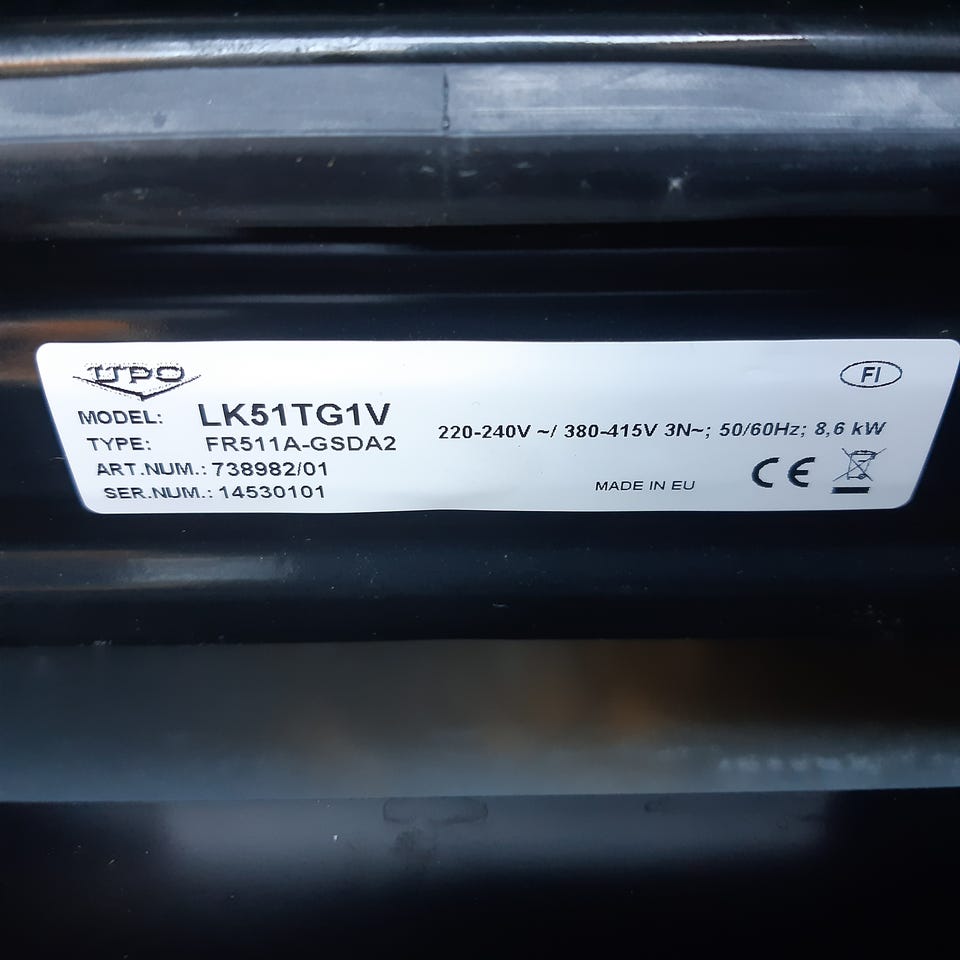 UPO
FI
MODEL: LK51TG1V
TYPE: FR511A-GSDA2
220-240V ~/ 380-415V 3N~; 50/60Hz; 8,6 kW
ART.NUM.: 738982/01
SER.NUM.: 14530101
MADE IN EU
CE